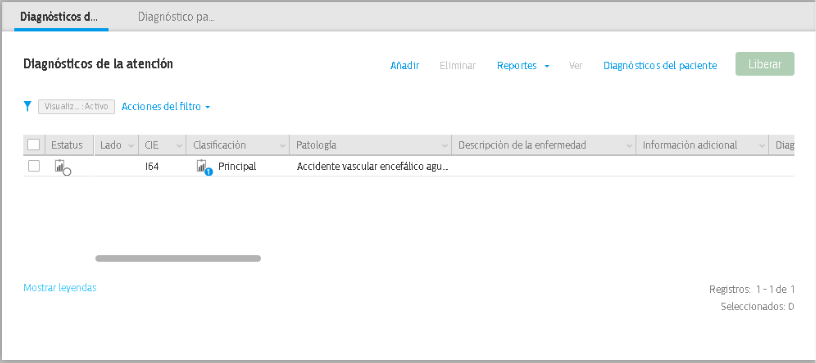 Diagnósticos d... Diagnóstico pa...
Diagnósticos de la atención Añadir Eliminar Reportes Ver Diagnósticos del paciente Liberar
Visualiz... : Activo Acciones del filtro
Estatus Lado CIE Clasificación Patología Descripción de la enfermedad Información adicional Diag
I64 1 Principal Accidente vascular encefálico agu...
Mostrar leyendas Registros: 1 - 1 de 1
Seleccionados: 0